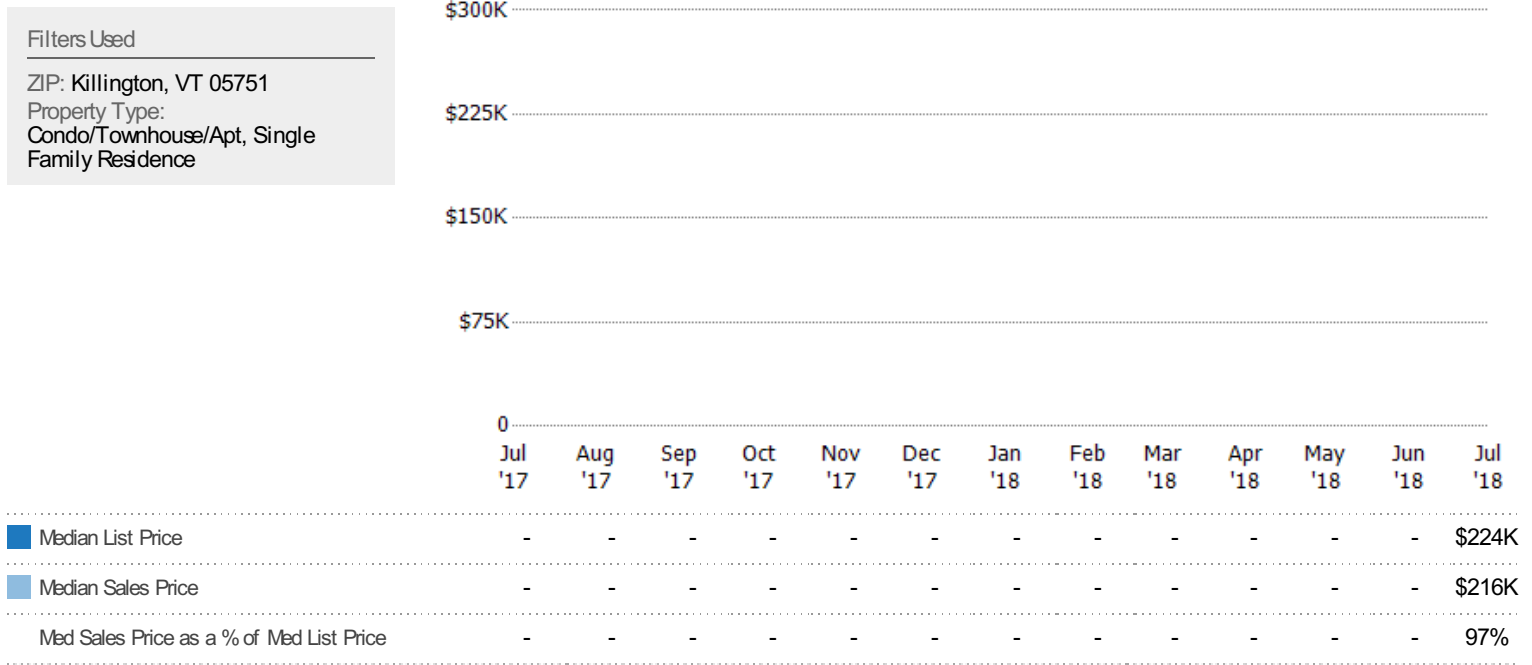 Filters Used
ZIP: Killington, VT 05751
Property Type:
Condo/Townhouse/Apt, Single
Family Residence
$300K
$225K
$150K
$75K
0
Jul Aug Sep Oct Nov Dec Jan Feb Mar Apr May Jun Jul
'17 '17 '17 '17 '17 '17 '18 '18 '18 '18 '18 '18 '18
Median List Price - - - - - - - - - - - - $224K
Median Sales Price - - - - - - - - - - - - $216K
Med Sales Price as a % of Med List Price - - - - - - - - - - - - 97%